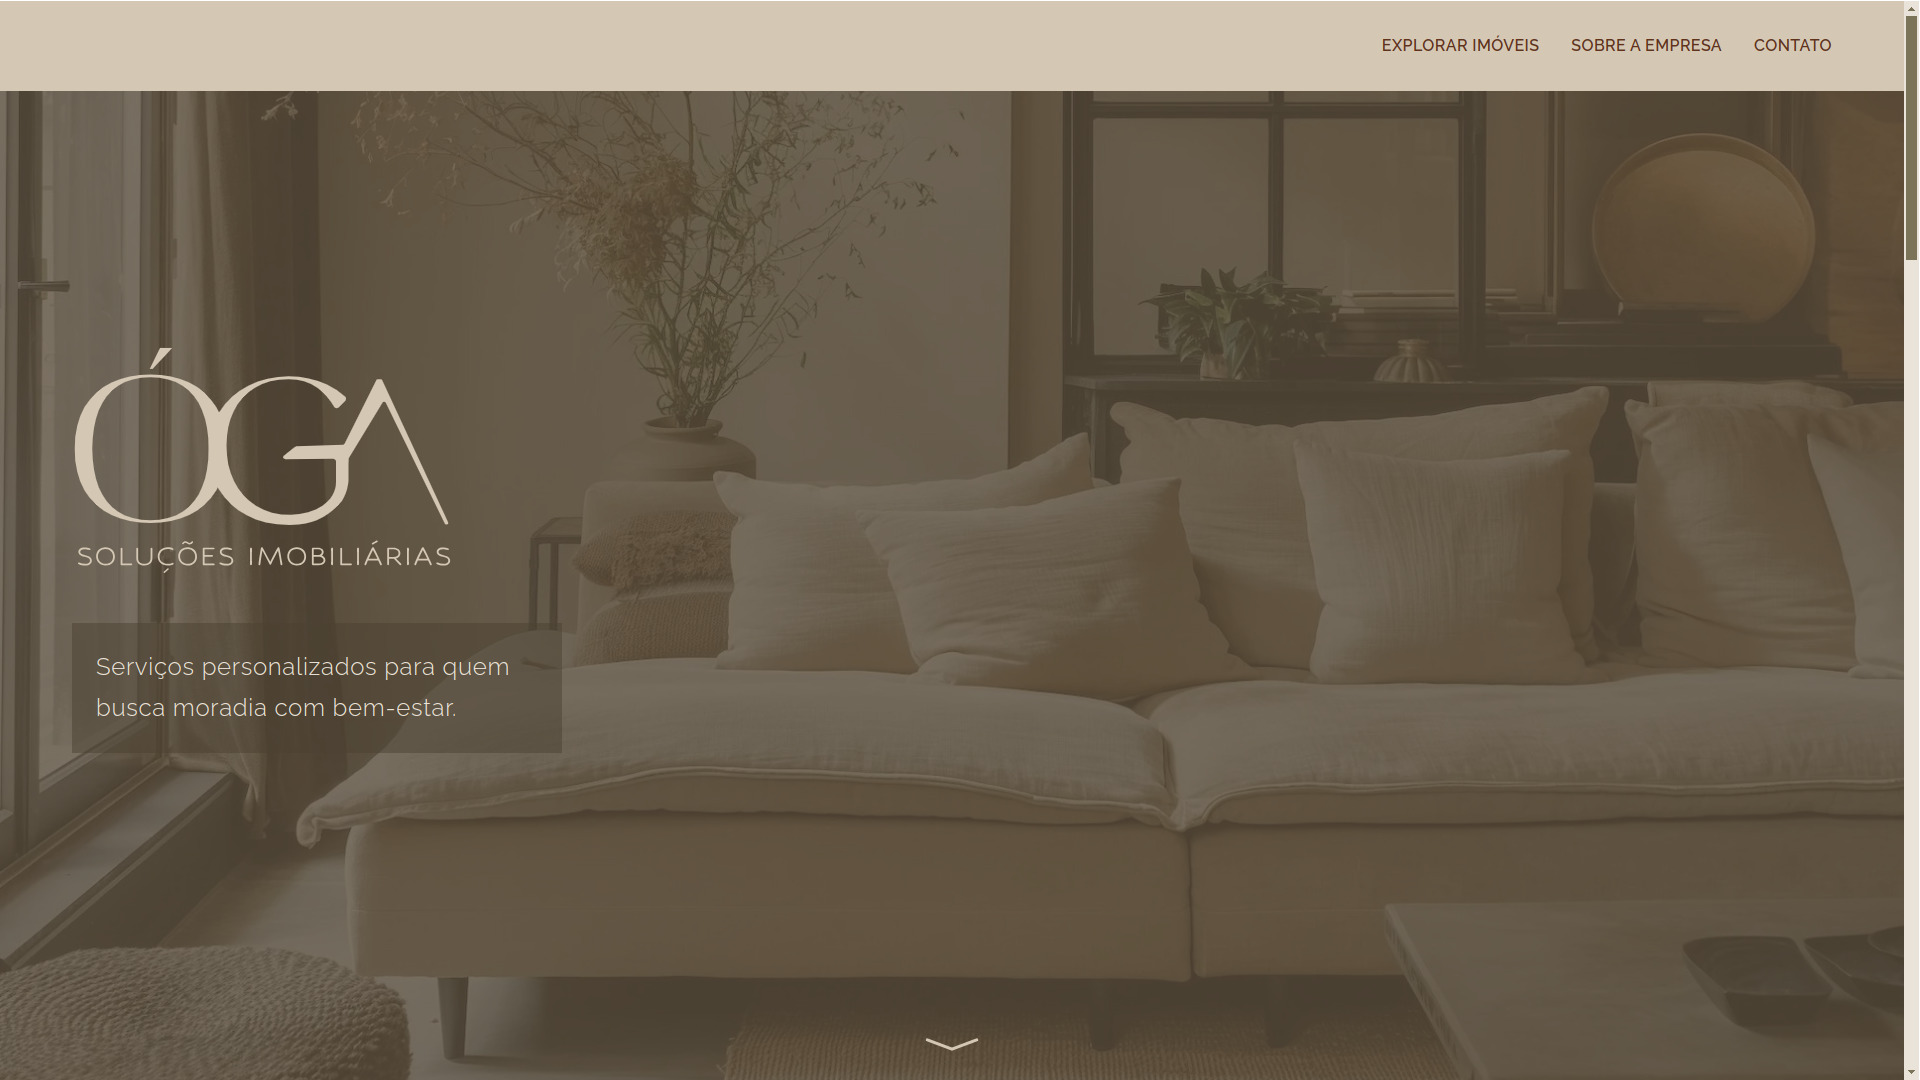 EXPLORAR IMÓVEIS SOBRE A EMPRESA CONTATO
ÓGA
SOLUÇÕES IMOBILIÁRIAS
Serviços personalizados para quem
busca moradia com bem-estar.